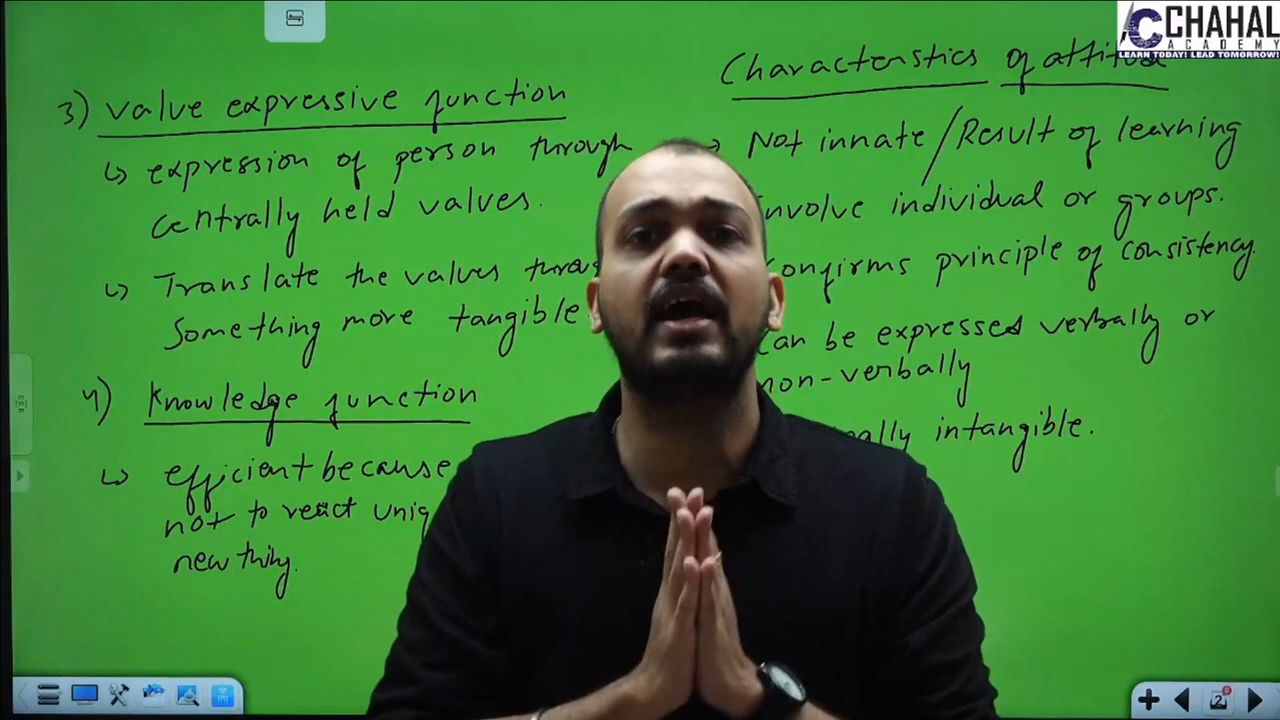 CHAHAL
ACADEMY
LEARN TODAY! LEAD TOMORROW!
3) Value expressive function
↳ expression of person through
centrally held values.
↳ Translate the values
something more tangible
4) Knowledge function
↳ efficient because
not to react
new thing.
Characteristics of
Not innate / Result of learning
involve individual or groups.
confirms principle of consistency.
can be expressed verbally or
non-verbally
intangible.
2